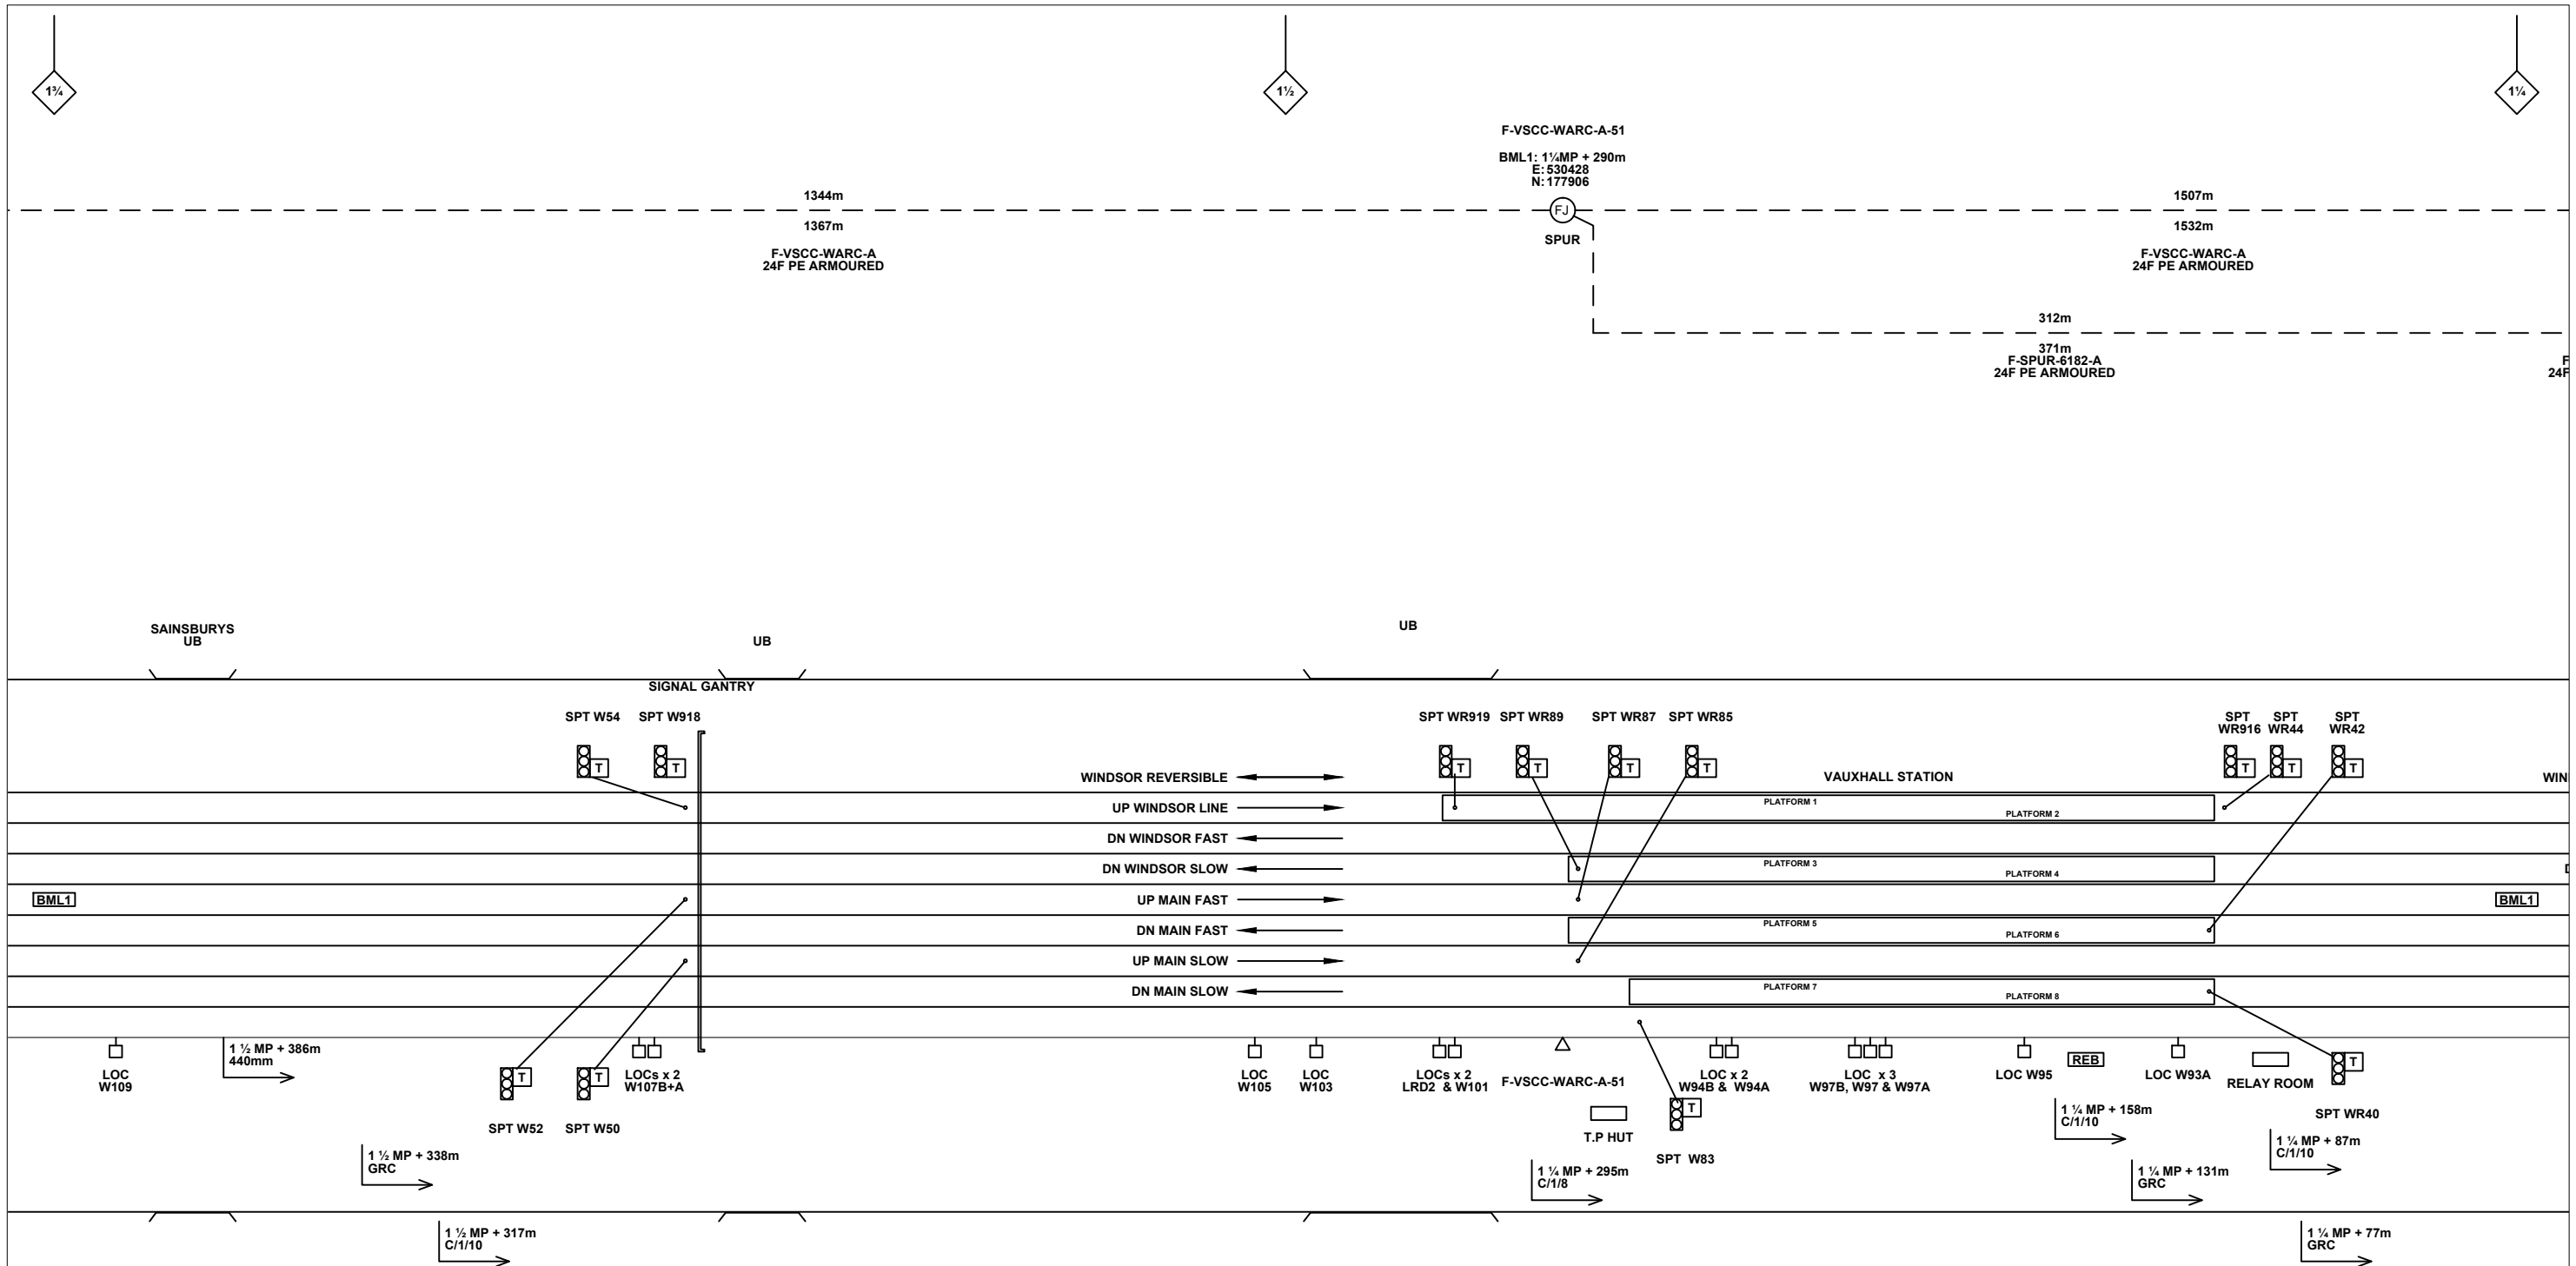 1¾
1½
1¼
F-VSCC-WARC-A-51
BML1: 1¼MP + 290m
E: 530428
N: 177906
1344m
FJ
1507m
1367m
SPUR
1532m
F-VSCC-WARC-A
24F PE ARMOURED
F-VSCC-WARC-A
24F PE ARMOURED
312m
371m
F-SPUR-6182-A
24F PE ARMOURED
F
24F
SAINSBURYS
UB
UB
UB
SIGNAL GANTRY
SPT W54
SPT W918
SPT WR919
SPT WR89
SPT WR87
SPT WR85
SPT
WR916
SPT
WR44
SPT
WR42
T
T
T
T
T
T
T
T
T
WINDSOR REVERSIBLE
VAUXHALL STATION
WIN
UP WINDSOR LINE
PLATFORM 1
PLATFORM 2
DN WINDSOR FAST
DN WINDSOR SLOW
PLATFORM 3
PLATFORM 4
BML1
UP MAIN FAST
BML1
DN MAIN FAST
PLATFORM 5
PLATFORM 6
UP MAIN SLOW
DN MAIN SLOW
PLATFORM 7
PLATFORM 8
LOC
W109
1 ½ MP + 386m
440mm
T
T
LOCs x 2
W107B+A
LOC
W105
LOC
W103
LOCs x 2
LRD2 & W101
F-VSCC-WARC-A-51
LOC x 2
W94B & W94A
LOC x 3
W97B, W97 & W97A
LOC W95
REB
LOC W93A
RELAY ROOM
T
SPT W52
SPT W50
T.P HUT
T
SPT W83
1 ¼ MP + 158m
C/1/10
SPT WR40
1 ½ MP + 338m
GRC
1 ¼ MP + 295m
C/1/8
1 ¼ MP + 131m
GRC
1 ¼ MP + 87m
C/1/10
1 ½ MP + 317m
C/1/10
1 ¼ MP + 77m
GRC